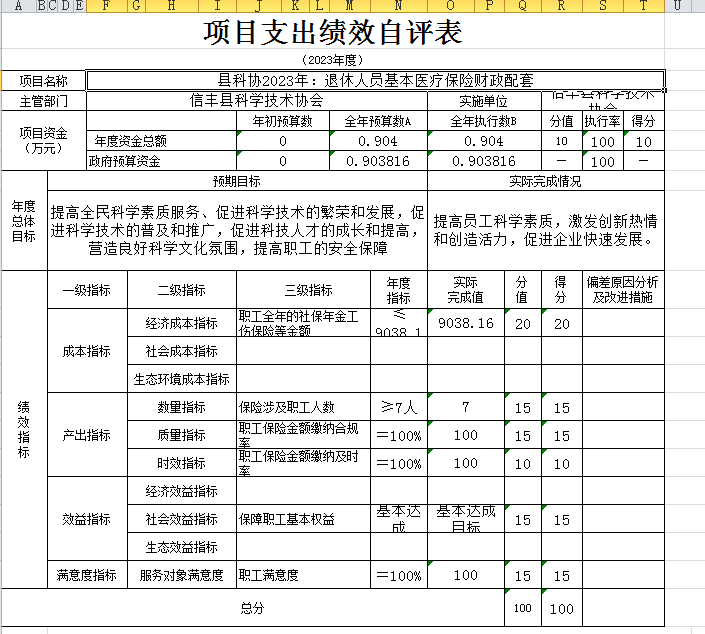 A B C D E F G H I J K L M N O P Q R S T U
项目支出绩效自评表
（2023年度）
项目名称 县科协2023年：退休人员基本医疗保险财政配套
主管部门 信丰县科学技术协会 实施单位 信丰县科学技术协会
项目资金（万元） 年初预算数 全年预算数A 全年执行数B 分值 执行率 得分
年度资金总额 0 0.904 0.904 10 100 10
政府预算资金 0 0.903816 0.903816 － 100 －
年度总体目标 预期目标 实际完成情况
提高全民科学素质服务、促进科学技术的繁荣和发展，促
进科学技术的普及和推广，促进科技人才的成长和提高，
营造良好科学文化氛围，提高职工的安全保障
提高员工科学素质，激发创新热情
和创造活力，促进企业快速发展。
绩效指标 一级指标 二级指标 三级指标 年度指标 实际完成值 分值 得分 偏差原因分析及改进措施
成本指标 经济成本指标 职工全年的社保年金工伤保险等金额 ≤9038.1 9038.16 20 20
社会成本指标
生态环境成本指标
产出指标 数量指标 保险涉及职工人数 ≥7人 7 15 15
质量指标 职工保险金额缴纳合规率 ＝100% 100 15 15
时效指标 职工保险金额缴纳及时率 ＝100% 100 10 10
效益指标 经济效益指标
社会效益指标 保障职工基本权益 基本达成 基本达成目标 15 15
生态效益指标
满意度指标 服务对象满意度 职工满意度 ＝100% 100 15 15
总分 100 100